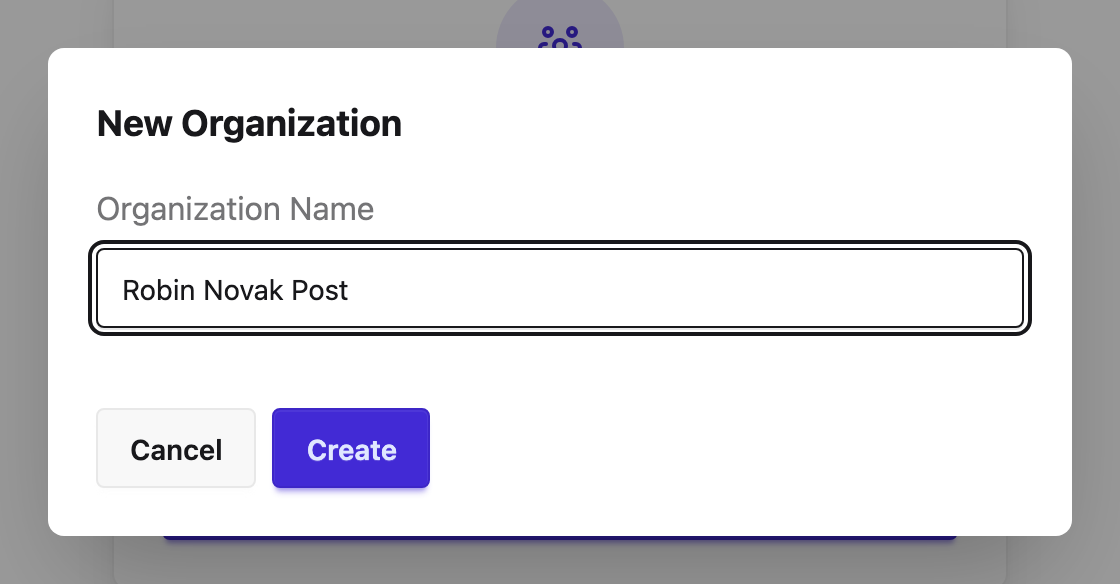 New Organization
Organization Name
Robin Novak Post
Cancel
Create